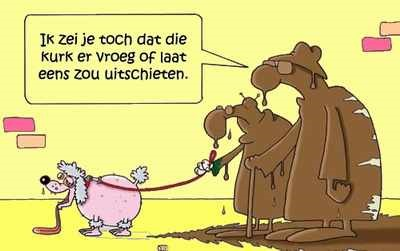 Ik zei je toch dat die
kurk er vroeg of laat
eens zou uitschieten.